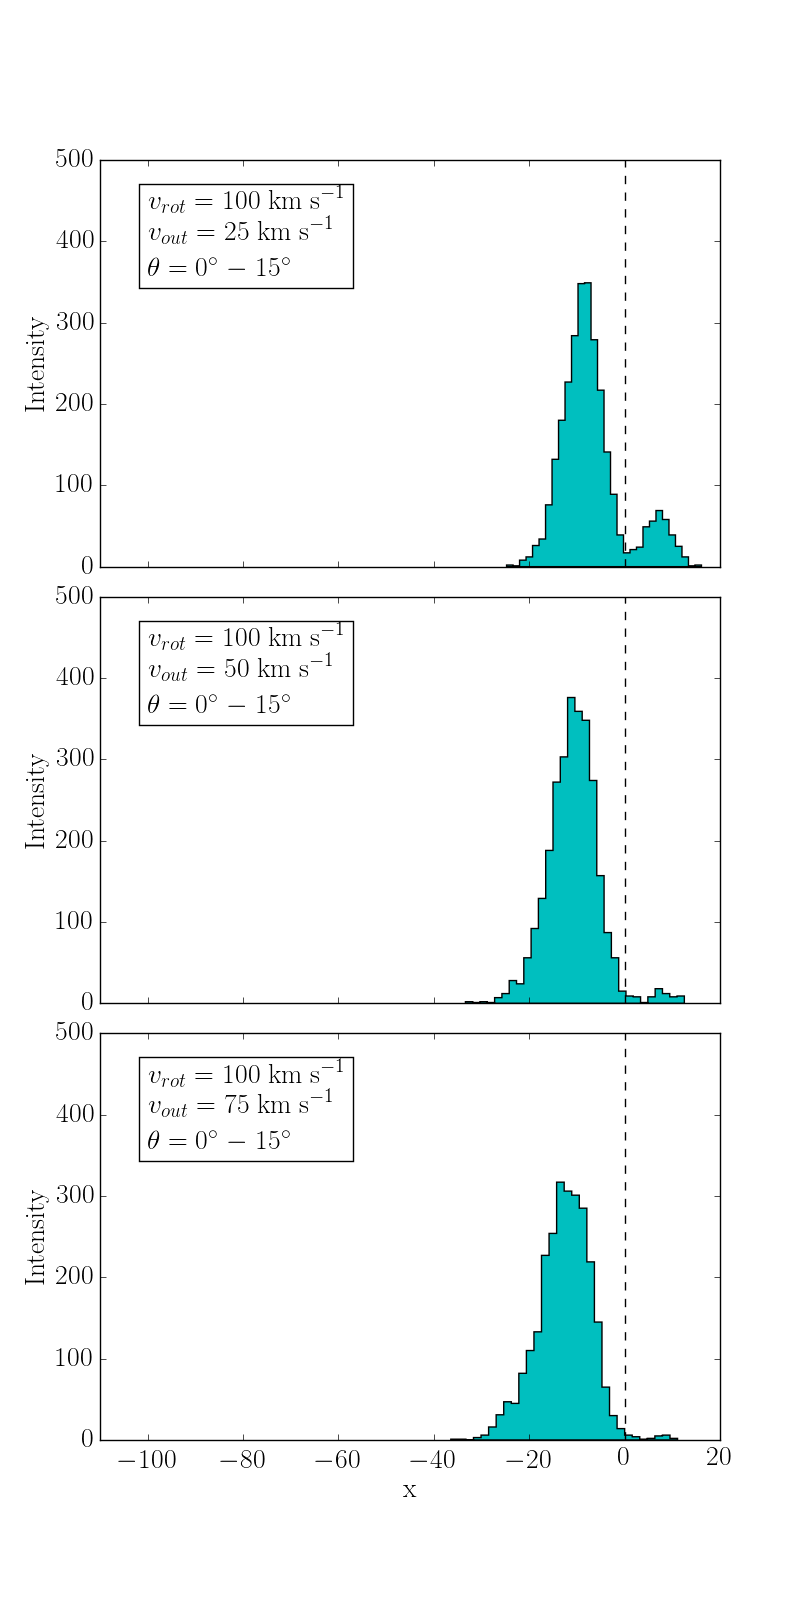 500
400
300
200
100
0
Intensity
v_rot = 100 km s⁻¹
v_out = 25 km s⁻¹
θ = 0° − 15°
500
400
300
200
100
0
Intensity
v_rot = 100 km s⁻¹
v_out = 50 km s⁻¹
θ = 0° − 15°
500
400
300
200
100
0
Intensity
v_rot = 100 km s⁻¹
v_out = 75 km s⁻¹
θ = 0° − 15°
−100 −80 −60 −40 −20 0 20
x